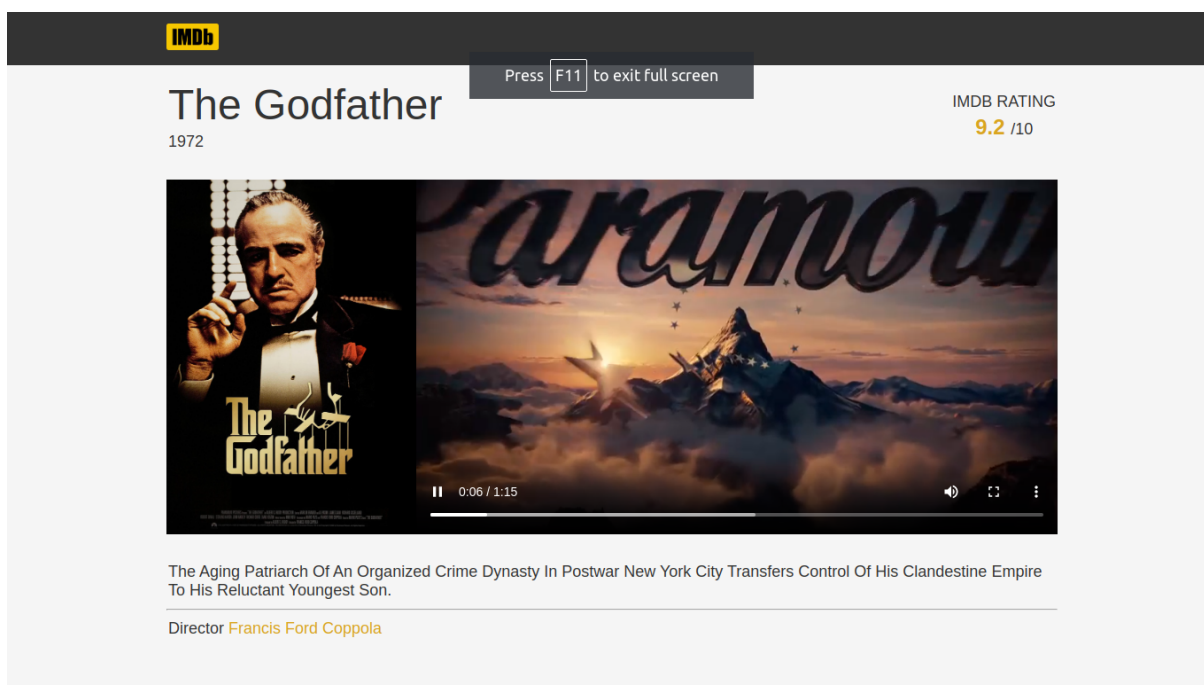 IMDb
Press F11 to exit full screen
The Godfather
1972
IMDB RATING
9.2 /10
Paramou
The
Godfather
0:06 / 1:15
The Aging Patriarch Of An Organized Crime Dynasty In Postwar New York City Transfers Control Of His Clandestine Empire
To His Reluctant Youngest Son.
Director Francis Ford Coppola